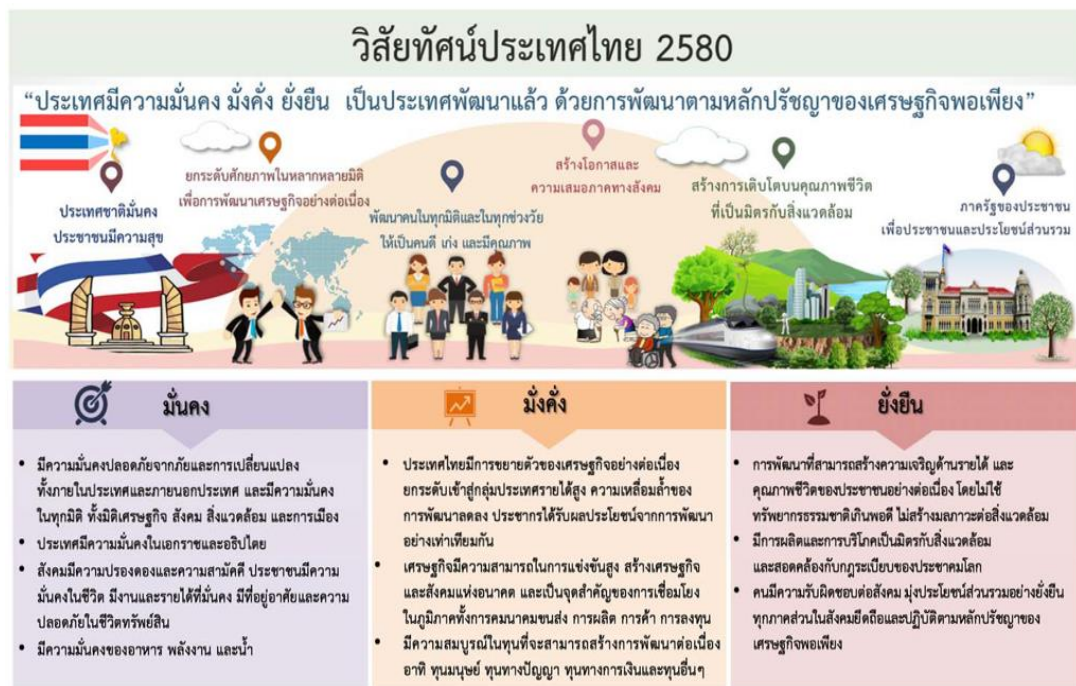 วิสัยทัศน์ประเทศไทย 2580
“ประเทศมีความมั่นคง มั่งคั่ง ยั่งยืน เป็นประเทศพัฒนาแล้ว ด้วยการพัฒนาตามหลักปรัชญาของเศรษฐกิจพอเพียง”
ประเทศชาติมั่นคง
ประชาชนมีความสุข
ยกระดับศักยภาพในหลากหลายมิติ
เพื่อการพัฒนาเศรษฐกิจอย่างต่อเนื่อง
พัฒนาคนในทุกมิติและในทุกช่วงวัย
ให้เป็นคนดี เก่ง และมีคุณภาพ
สร้างโอกาสและ
ความเสมอภาคทางสังคม
สร้างการเติบโตบนคุณภาพชีวิต
ที่เป็นมิตรกับสิ่งแวดล้อม
ภาครัฐของประชาชน
เพื่อประชาชนและประโยชน์ส่วนรวม
มั่นคง
• มีความมั่นคงปลอดภัยจากภัยและการเปลี่ยนแปลง
ทั้งภายในประเทศและภายนอกประเทศ และมีความมั่นคง
ในทุกมิติ ทั้งมิติเศรษฐกิจ สังคม สิ่งแวดล้อม และการเมือง
• ประเทศมีความมั่นคงในเอกราชและอธิปไตย
• สังคมมีความปรองดองและความสามัคคี ประชาชนมีความ
มั่นคงในชีวิต มีงานและรายได้ที่มั่นคง มีที่อยู่อาศัยและความ
ปลอดภัยในชีวิตทรัพย์สิน
• มีความมั่นคงของอาหาร พลังงาน และน้ำ
มั่งคั่ง
• ประเทศไทยมีการขยายตัวของเศรษฐกิจอย่างต่อเนื่อง
ยกระดับเข้าสู่กลุ่มประเทศรายได้สูง ความเหลื่อมล้ำของ
การพัฒนาลดลง ประชากรได้รับผลประโยชน์จากการพัฒนา
อย่างเท่าเทียมกัน
• เศรษฐกิจมีความสามารถในการแข่งขันสูง สร้างเศรษฐกิจ
และสังคมแห่งอนาคต และเป็นจุดสำคัญของการเชื่อมโยง
ในภูมิภาคทั้งการคมนาคมขนส่ง การผลิต การค้า การลงทุน
• มีความสมบูรณ์ในทุนที่จะสามารถสร้างการพัฒนาต่อเนื่อง
อาทิ ทุนมนุษย์ ทุนทางปัญญา ทุนทางการเงินและทุนอื่นๆ
ยั่งยืน
• การพัฒนาที่สามารถสร้างความเจริญด้านรายได้ และ
คุณภาพชีวิตของประชาชนอย่างต่อเนื่อง โดยไม่ใช้
ทรัพยากรธรรมชาติเกินพอดี ไม่สร้างมลภาวะต่อสิ่งแวดล้อม
• มีการผลิตและการบริโภคเป็นมิตรกับสิ่งแวดล้อม
และสอดคล้องกับกฎระเบียบของประชาคมโลก
• คนมีความรับผิดชอบต่อสังคม มุ่งประโยชน์ส่วนรวมอย่างยั่งยืน
ทุกภาคส่วนในสังคมยึดถือและปฏิบัติตามหลักปรัชญาของ
เศรษฐกิจพอเพียง